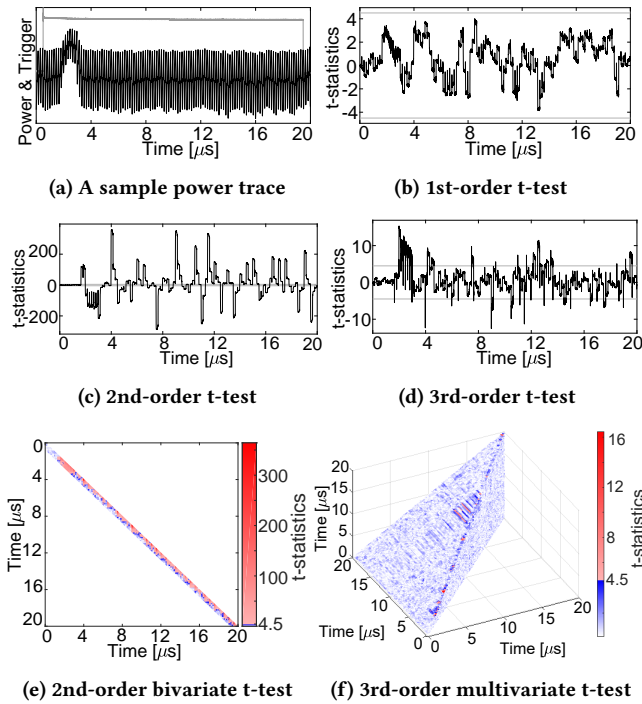 Power & Trigger
0 4 8 12 16 20
Time [μs]
(a) A sample power trace
t-statistics
4
2
0
-2
-4
0 4 8 12 16 20
Time [μs]
(b) 1st-order t-test
t-statistics
200
0
-200
0 4 8 12 16 20
Time [μs]
(c) 2nd-order t-test
t-statistics
10
0
-10
0 4 8 12 16 20
Time [μs]
(d) 3rd-order t-test
Time [μs]
0
4
8
12
16
20
0 4 8 12 16 20
Time [μs]
300
200
100
4.5
t-statistics
(e) 2nd-order bivariate t-test
Time [μs]
20
15
10
5
0
15
10
5
0
Time [μs]
0
5
10
15
20
Time [μs]
16
12
8
4.5
0
t-statistics
(f) 3rd-order multivariate t-test